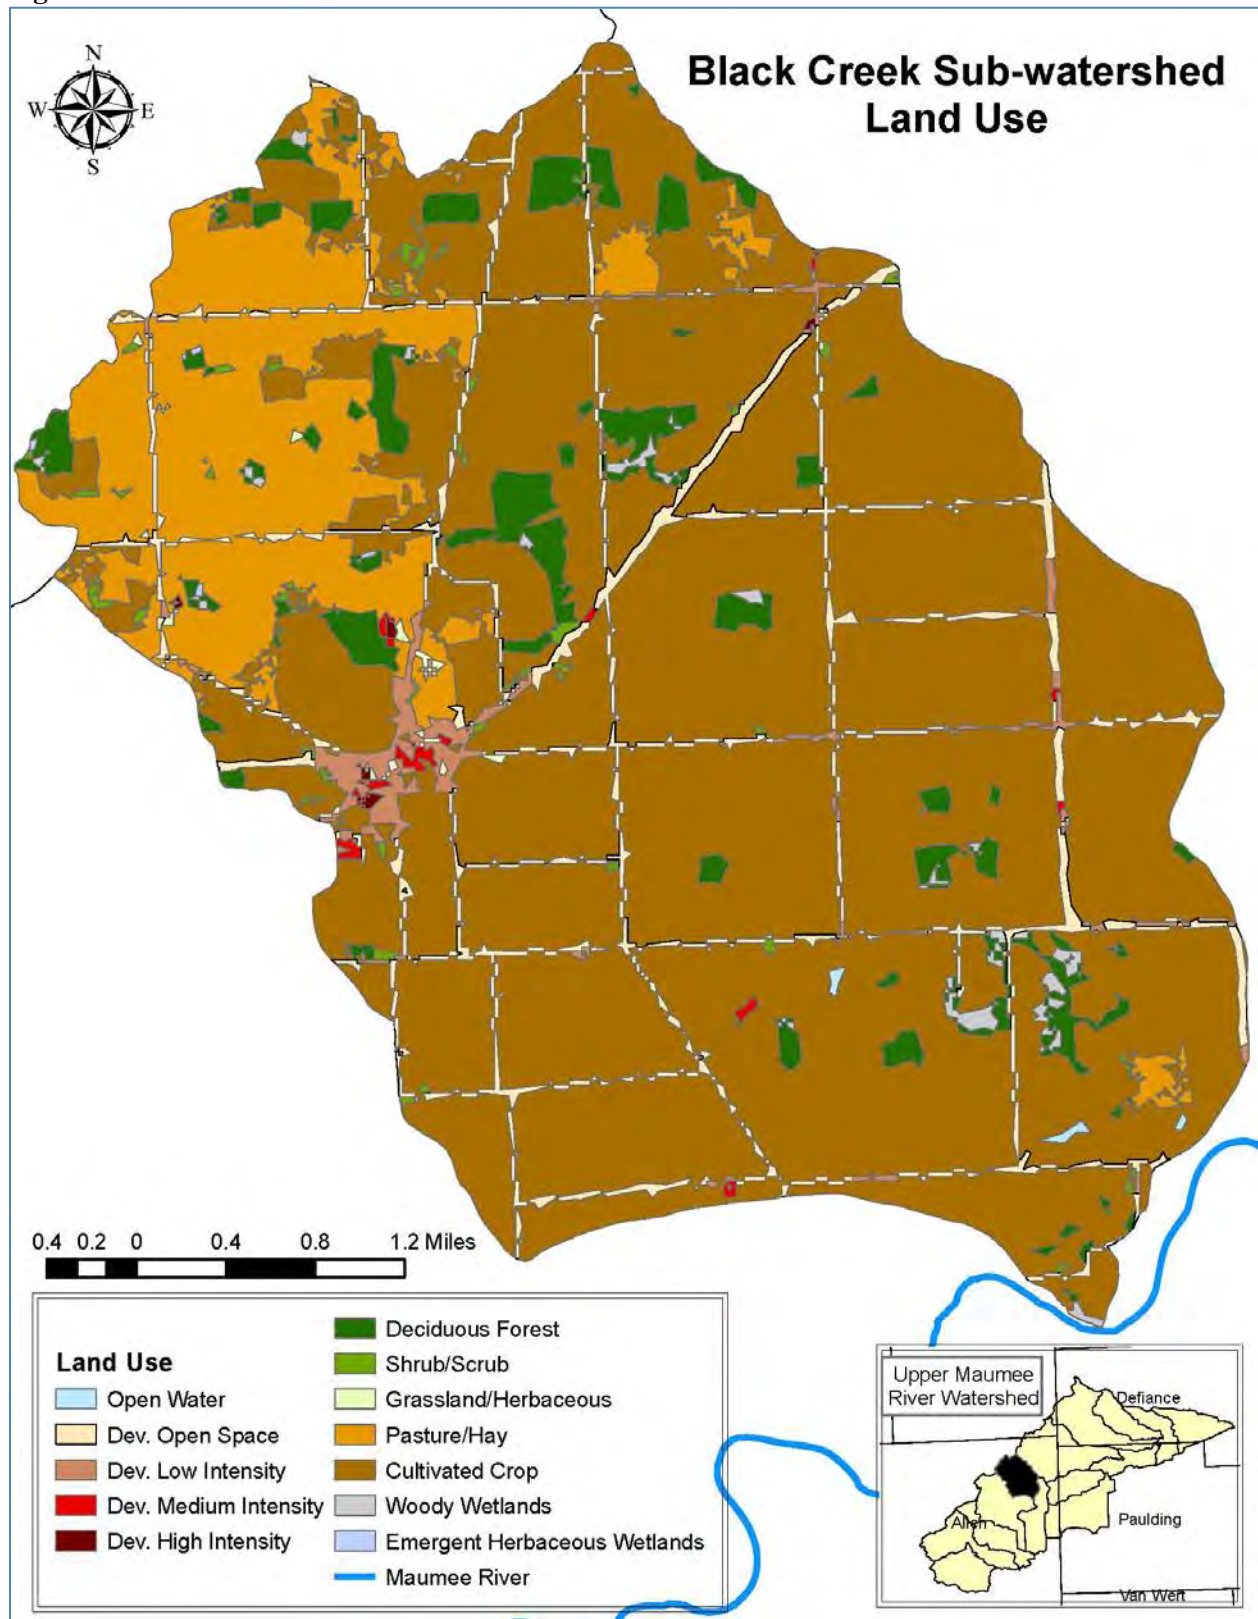 Black Creek Sub-watershed
Land Use
N
W
E
S
0.4 0.2 0 0.4 0.8 1.2 Miles
Land Use
Open Water
Dev. Open Space
Dev. Low Intensity
Dev. Medium Intensity
Dev. High Intensity
Deciduous Forest
Shrub/Scrub
Grassland/Herbaceous
Pasture/Hay
Cultivated Crop
Woody Wetlands
Emergent Herbaceous Wetlands
Maumee River
Upper Maumee
River Watershed
Defiance
Allen
Paulding
Van Wert